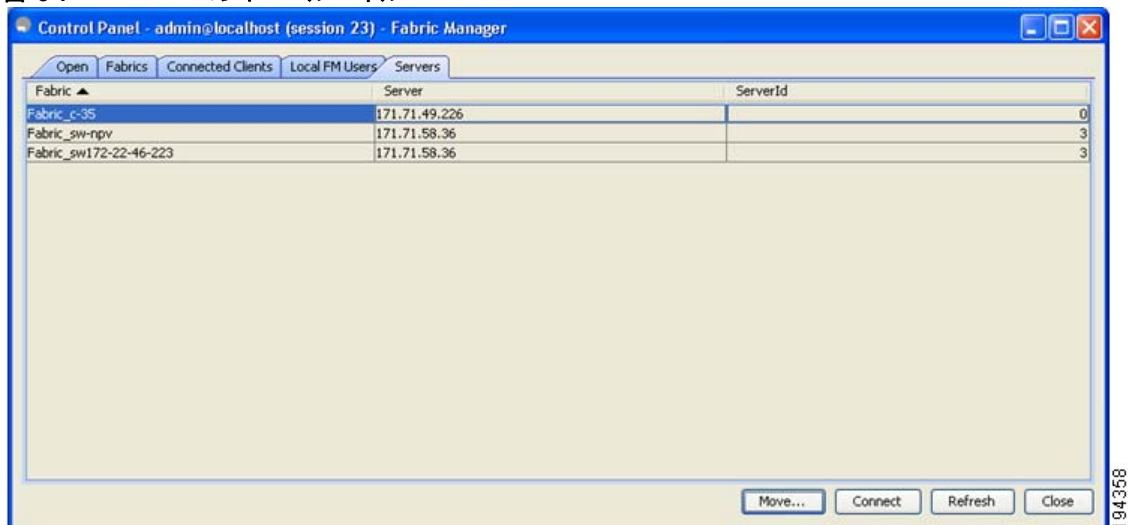 Control Panel - admin@localhost (session 23) - Fabric Manager
Open Fabrics Connected Clients Local FM Users Servers
Fabric Server ServerId
Fabric_c-35 171.71.49.226 0
Fabric_sw-npv 171.71.58.36 3
Fabric_sw172-22-46-223 171.71.58.36 3
Move... Connect Refresh Close
94358